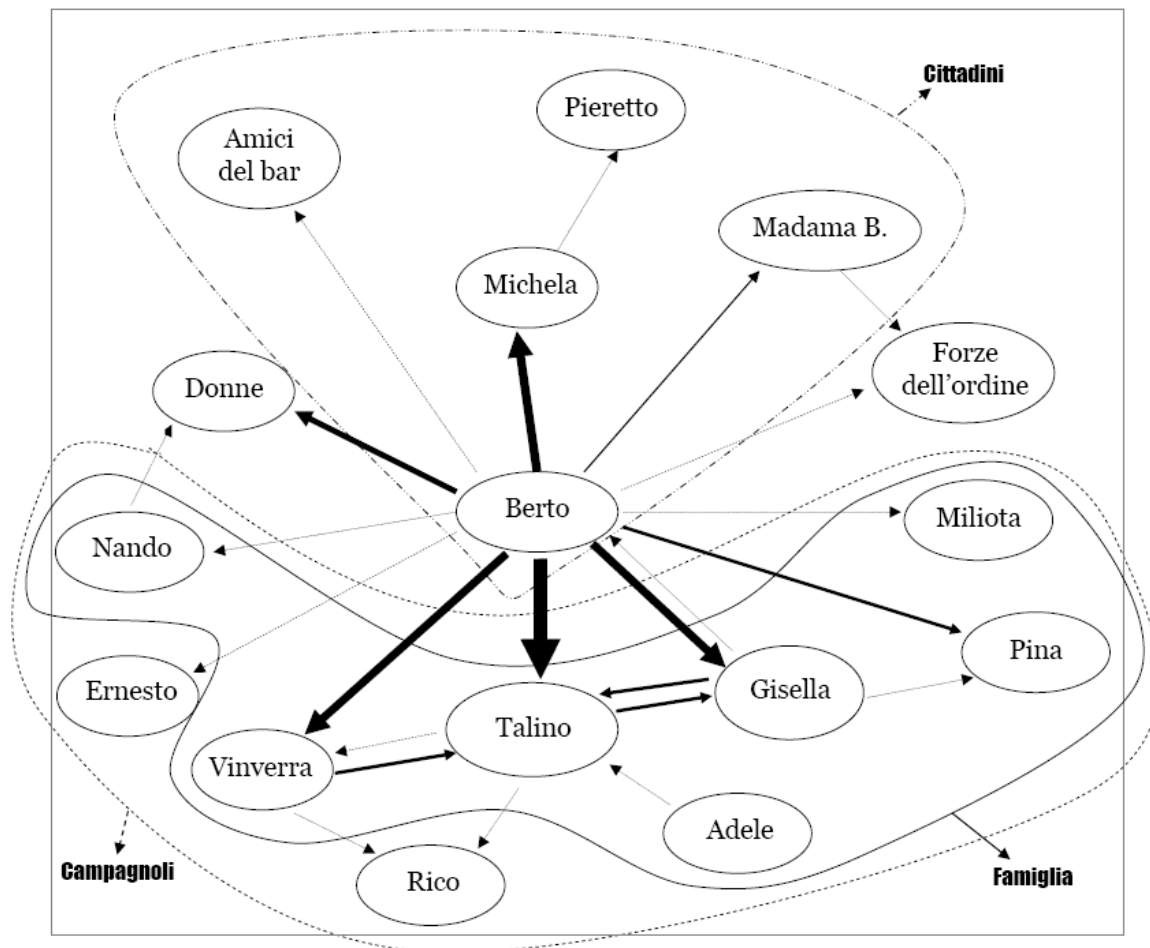 Cittadini
Pieretto
Amici
del bar
Madama B.
Michela
Forze
dell'ordine
Donne
Berto
Miliota
Nando
Pina
Ernesto
Gisella
Talino
Vinverra
Adele
Campagnoli
Rico
Famiglia